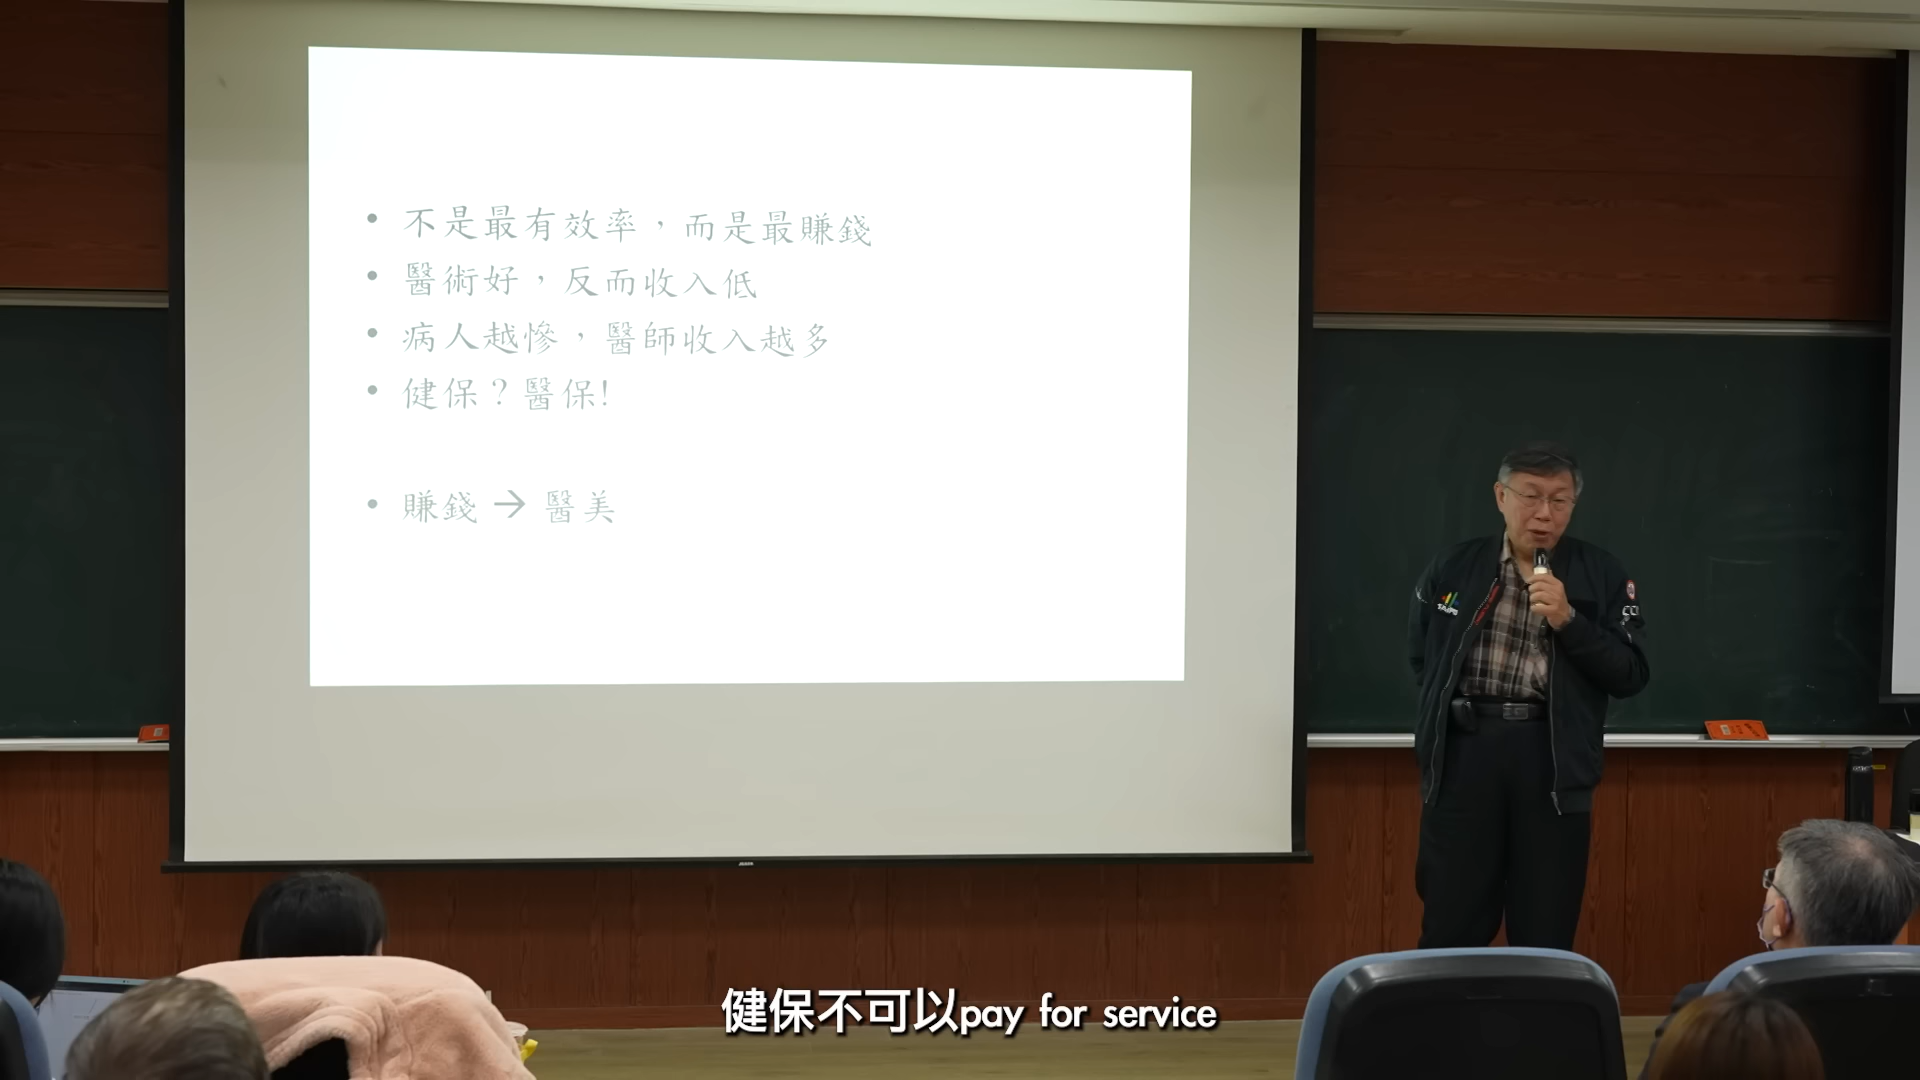 不是最有效率，而是最賺錢
醫術好，反而收入低
病人越慘，醫師收入越多
健保？醫保!
賺錢 → 醫美
健保不可以pay for service